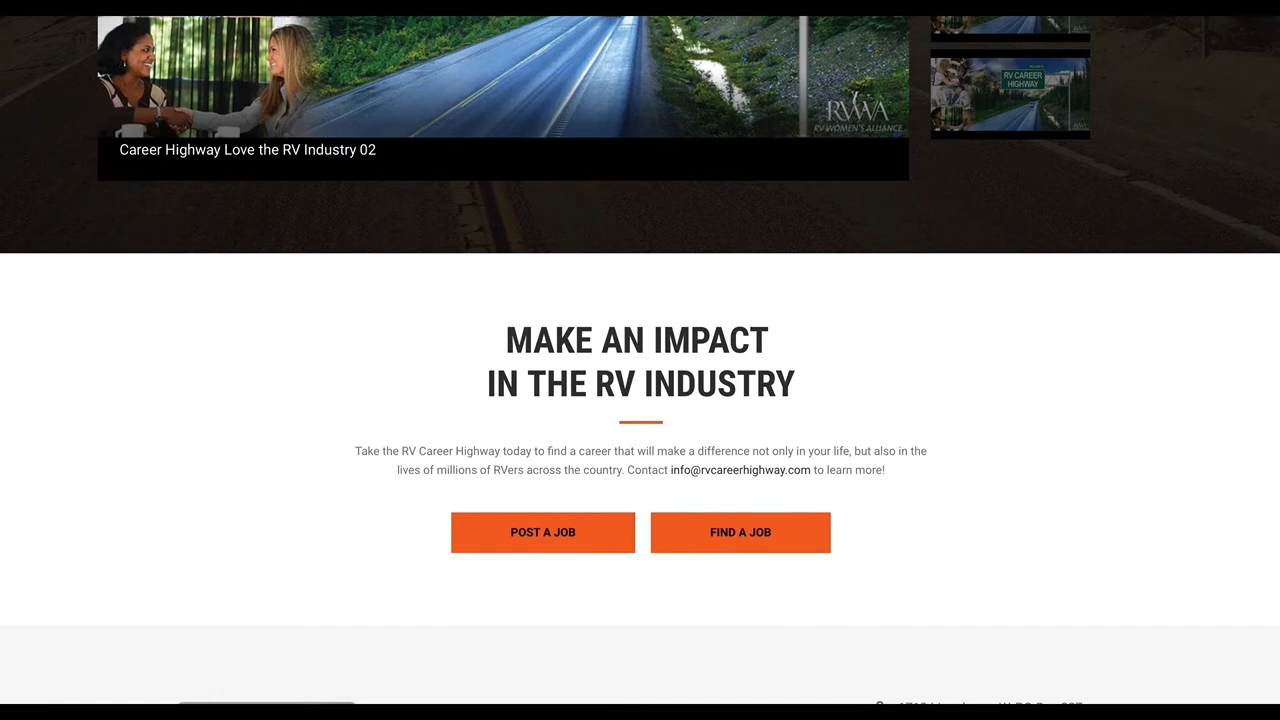 RV CAREER
HIGHWAY
RVWA
RV WOMEN'S ALLIANCE
Career Highway Love the RV Industry 02
MAKE AN IMPACT
IN THE RV INDUSTRY
Take the RV Career Highway today to find a career that will make a difference not only in your life, but also in the
lives of millions of RVers across the country. Contact info@rvcareerhighway.com to learn more!
POST A JOB
FIND A JOB